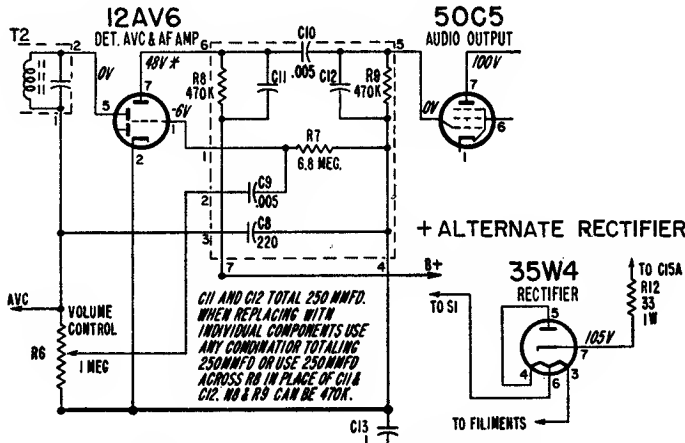 12AV6
50C5
T2
DET. AVC & AF AMP
AUDIO OUTPUT
C10
2
6
5
0V
48V *
R8
470K
.005
C11
C12
R9
470K
100V
7
7
5
-6V
1
0V
6
1
R7
6.8 MEG.
2
1
C9
.005
2
3
C8
220
+ ALTERNATE RECTIFIER
7
4
B+
35W4
RECTIFIER
TO C15A
R12
33
1W
TO S1
AVC
VOLUME
CONTROL
R6
1 MEG
C11 AND C12 TOTAL 250 MMFD.
WHEN REPLACING WITH
INDIVIDUAL COMPONENTS USE
ANY COMDINATIOR TOTALING
250MMFD OR USE 250MMFD
ACROSS R8 IN PLACE OF C11 &
C12. N8 & R9 CAN BE 470K.
5
105V
7
4
6
3
TO FILIMENTS
C13